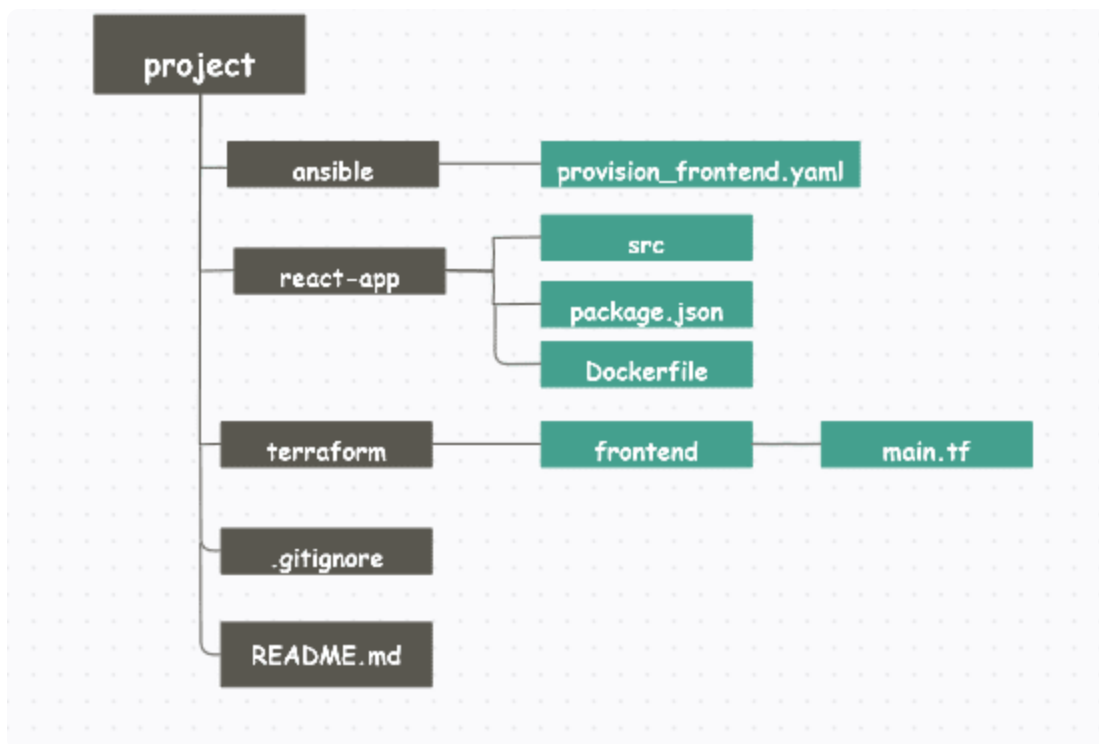 project
ansible
provision_frontend.yaml
react-app
src
package.json
Dockerfile
terraform
frontend
main.tf
.gitignore
README.md